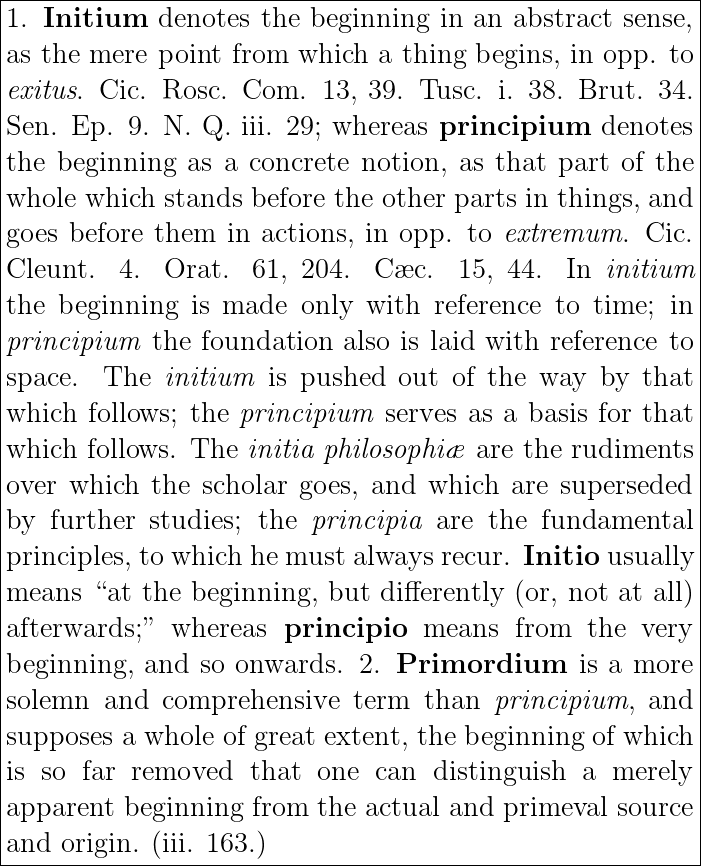 1. Initium denotes the beginning in an abstract sense,
as the mere point from which a thing begins, in opp. to
exitus. Cic. Rosc. Com. 13, 39. Tusc. i. 38. Brut. 34.
Sen. Ep. 9. N. Q. iii. 29; whereas principium denotes
the beginning as a concrete notion, as that part of the
whole which stands before the other parts in things, and
goes before them in actions, in opp. to extremum. Cic.
Cleunt. 4. Orat. 61, 204. Cæc. 15, 44. In initium
the beginning is made only with reference to time; in
principium the foundation also is laid with reference to
space. The initium is pushed out of the way by that
which follows; the principium serves as a basis for that
which follows. The initia philosophiæ are the rudiments
over which the scholar goes, and which are superseded
by further studies; the principia are the fundamental
principles, to which he must always recur. Initio usually
means “at the beginning, but differently (or, not at all)
afterwards;” whereas principio means from the very
beginning, and so onwards. 2. Primordium is a more
solemn and comprehensive term than principium, and
supposes a whole of great extent, the beginning of which
is so far removed that one can distinguish a merely
apparent beginning from the actual and primeval source
and origin. (iii. 163.)